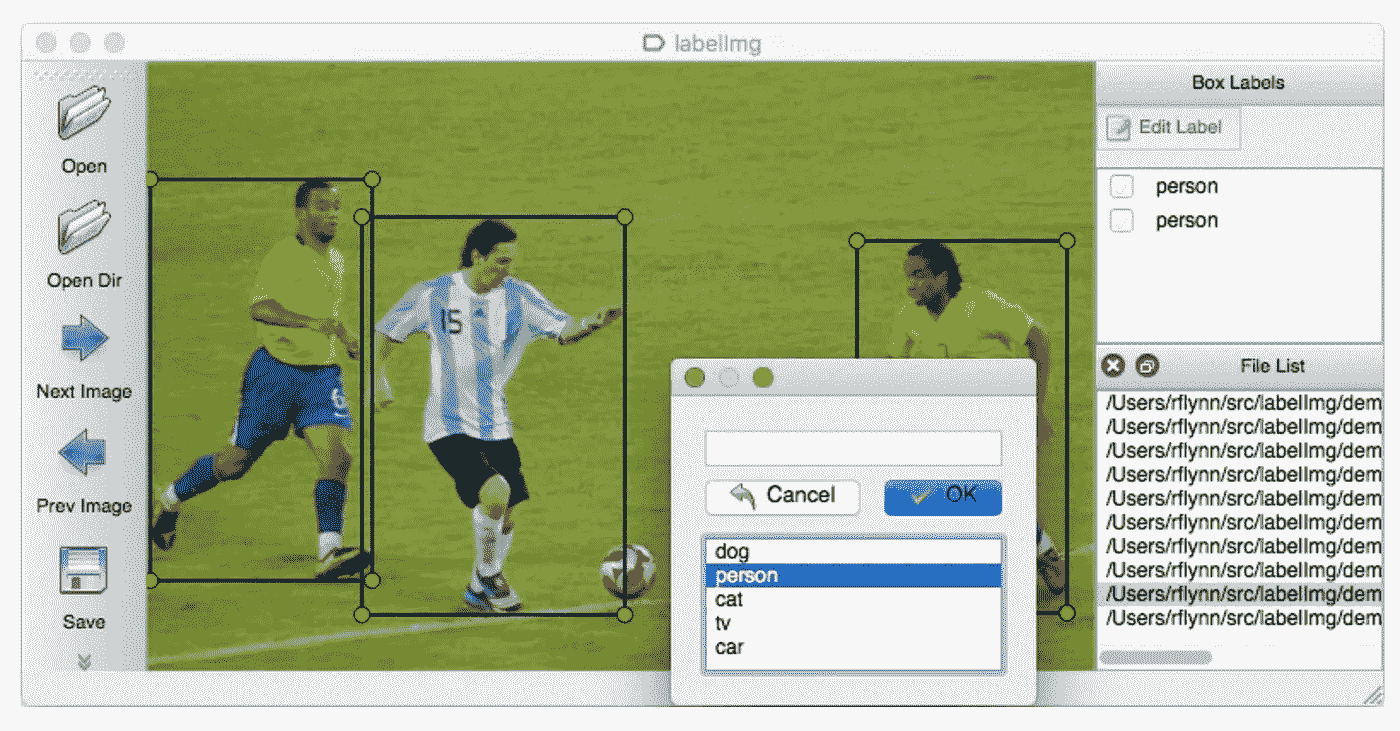 labelImg
Open
Open Dir
Next Image
Prev Image
Save
6
15
Cancel
OK
dog
person
cat
tv
car
Box Labels
Edit Label
person
person
File List
/Users/rflynn/src/labelImg/dem
/Users/rflynn/src/labelImg/dem
/Users/rflynn/src/labelImg/dem
/Users/rflynn/src/labelImg/dem
/Users/rflynn/src/labelImg/dem
/Users/rflynn/src/labelImg/dem
/Users/rflynn/src/labelImg/dem
/Users/rflynn/src/labelImg/dem
/Users/rflynn/src/labelImg/dem
/Users/rflynn/src/labelImg/dem